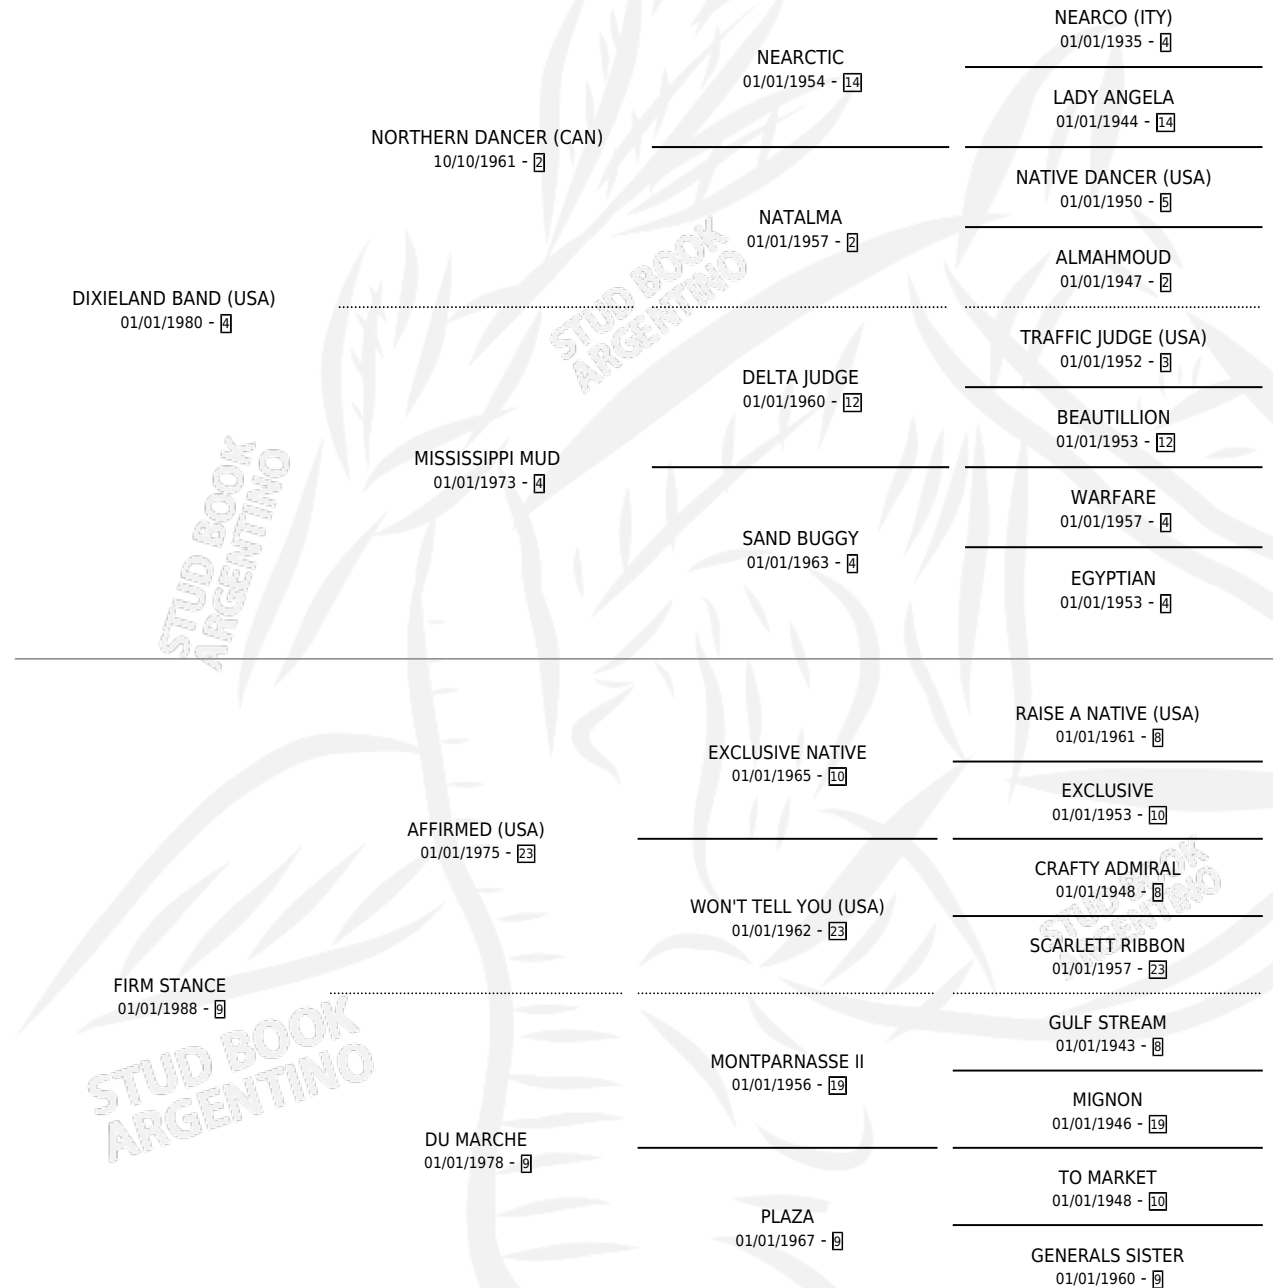 NEARCO (ITY)
01/01/1935 - 4
NEARCTIC
01/01/1954 - 14
LADY ANGELA
01/01/1944 - 14
NORTHERN DANCER (CAN)
10/10/1961 - 2
NATIVE DANCER (USA)
01/01/1950 - 5
NATALMA
01/01/1957 - 2
ALMAHMOUD
01/01/1947 - 2
DIXIELAND BAND (USA)
01/01/1980 - 4
TRAFFIC JUDGE (USA)
01/01/1952 - 3
DELTA JUDGE
01/01/1960 - 12
BEAUTILLION
01/01/1953 - 12
MISSISSIPPI MUD
01/01/1973 - 4
WARFARE
01/01/1957 - 4
SAND BUGGY
01/01/1963 - 4
EGYPTIAN
01/01/1953 - 4
RAISE A NATIVE (USA)
01/01/1961 - 8
EXCLUSIVE NATIVE
01/01/1965 - 10
EXCLUSIVE
01/01/1953 - 10
AFFIRMED (USA)
01/01/1975 - 23
CRAFTY ADMIRAL
01/01/1948 - 8
WON'T TELL YOU (USA)
01/01/1962 - 23
SCARLETT RIBBON
01/01/1957 - 23
FIRM STANCE
01/01/1988 - 9
GULF STREAM
01/01/1943 - 8
MONTPARNASSE II
01/01/1956 - 19
MIGNON
01/01/1946 - 19
DU MARCHE
01/01/1978 - 9
TO MARKET
01/01/1948 - 10
PLAZA
01/01/1967 - 9
GENERALS SISTER
01/01/1960 - 9
STUD BOOK
ARGENTINO
STUD BOOK
ARGENTINO
STUD BOOK
ARGENTINO
STUD BOOK
ARGENTINO